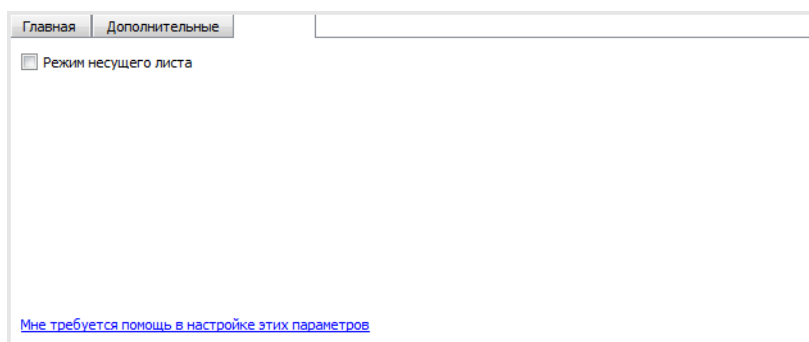 Главная Дополнительные
Режим несущего листа
Мне требуется помощь в настройке этих параметров